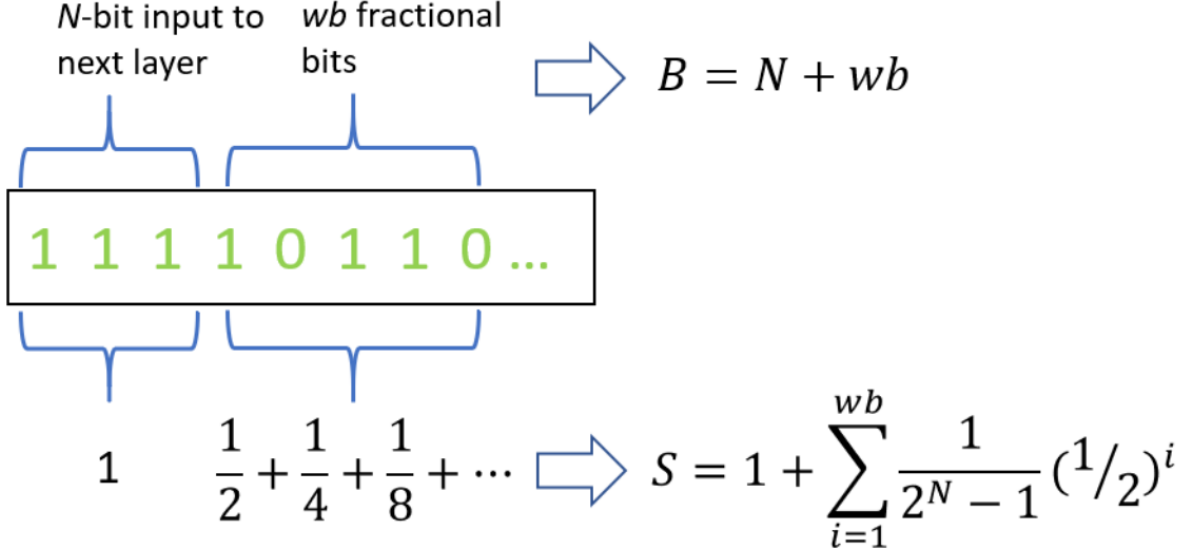 N-bit input to next layer
wb fractional bits
B = N + wb
1 1 1 1 0 1 1 0 ...
1
1/2 + 1/4 + 1/8 + ⋯
S = 1 + ∑_{i=1}^{wb} 1/(2^N − 1) (1/2)^i